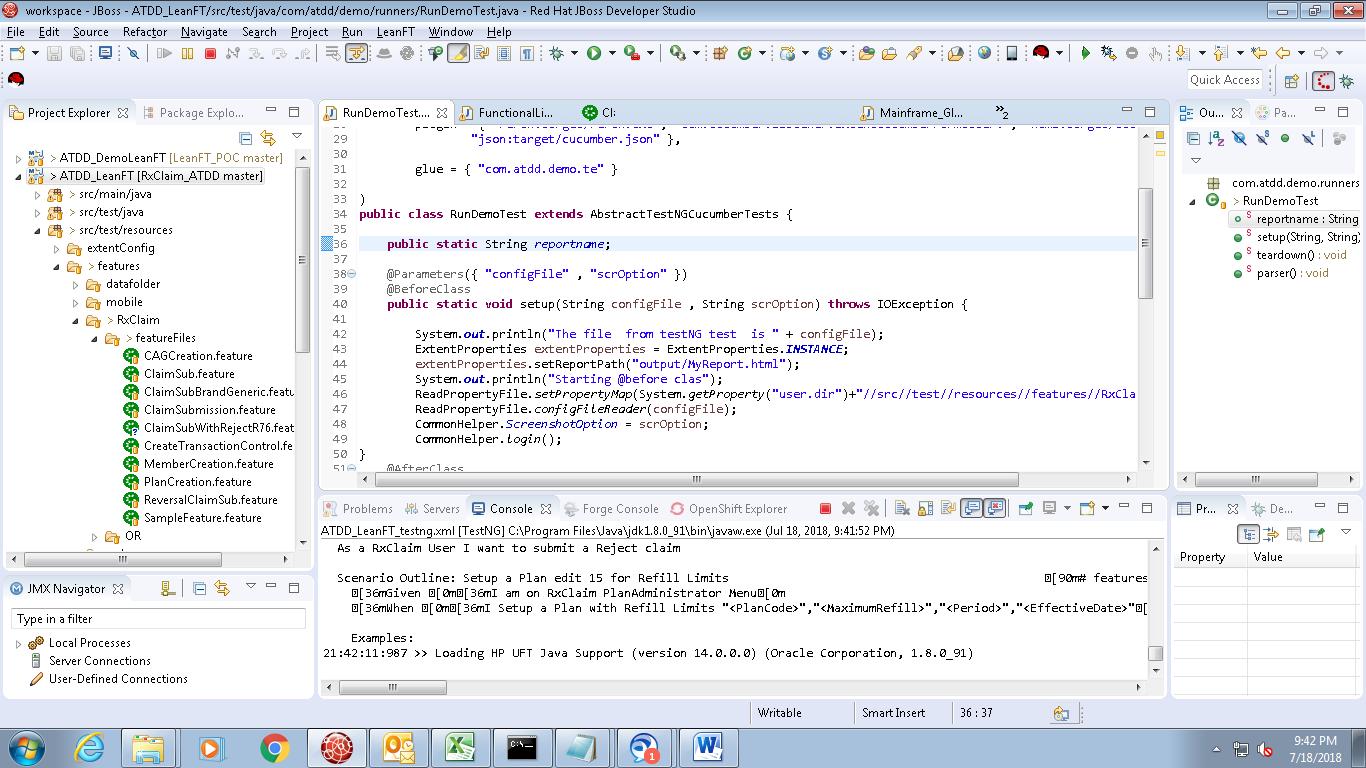 workspace - JBoss - ATDD_LeanFT/src/test/java/com/atdd/demo/runners/RunDemoTest.java - Red Hat JBoss Developer Studio
File Edit Source Refactor Navigate Search Project Run LeanFT Window Help
Quick Access
Project Explorer Package Explo...
> ATDD_DemoLeanFT [LeanFT_POC master]
> ATDD_LeanFT [RxClaim_ATDD master]
> src/main/java
> src/test/java
> src/test/resources
extentConfig
> features
datafolder
mobile
> RxClaim
> featureFiles
CAGCreation.feature
ClaimSub.feature
ClaimSubBrandGeneric.featu
ClaimSubmission.feature
ClaimSubWithRejectR76.feat
CreateTransactionControl.fe
MemberCreation.feature
PlanCreation.feature
ReversalClaimSub.feature
SampleFeature.feature
OR
JMX Navigator
Type in a filter
Local Processes
Server Connections
User-Defined Connections
RunDemoTest.... FunctionalLi... CI: Mainframe_Gl... »2
29 "json:target/cucumber.json" },
30
31 glue = { "com.atdd.demo.te" }
32
33 )
34 public class RunDemoTest extends AbstractTestNGCucumberTests {
35
36 public static String reportname;
37
38 @Parameters({ "configFile" , "scrOption" })
39 @BeforeClass
40 public static void setup(String configFile , String scrOption) throws IOException {
41
42 System.out.println("The file  from testNG test  is " + configFile);
43 ExtentProperties extentProperties = ExtentProperties.INSTANCE;
44 extentProperties.setReportPath("output/MyReport.html");
45 System.out.println("Starting @before clas");
46 ReadPropertyFile.setPropertyMap(System.getProperty("user.dir")+"//src//test//resources//features//RxCla
47 ReadPropertyFile.configFileReader(configFile);
48 CommonHelper.ScreenshotOption = scrOption;
49 CommonHelper.login();
50 }
51 @AfterClass
Problems Servers Console Forge Console OpenShift Explorer
ATDD_LeanFT_testng.xml [TestNG] C:\Program Files\Java\jdk1.8.0_91\bin\javaw.exe (Jul 18, 2018, 9:41:52 PM)
As a RxClaim User I want to submit a Reject claim
Scenario Outline: Setup a Plan edit 15 for Refill Limits [90m# features
[36mGiven [0m[36mI am on RxClaim PlanAdministrator Menu[0m
[36mWhen [0m[36mI Setup a Plan with Refill Limits "<PlanCode>","<MaximumRefill>","<Period>","<EffectiveDate>"[
Examples:
21:42:11:987 >> Loading HP UFT Java Support (version 14.0.0.0) (Oracle Corporation, 1.8.0_91)
Ou... Pa...
com.atdd.demo.runners
> RunDemoTest
S reportname : String
S setup(String, String)
S teardown() : void
S parser() : void
Pr... De...
Property Value
Writable Smart Insert 36 : 37
C:\_
1
9:42 PM
7/18/2018